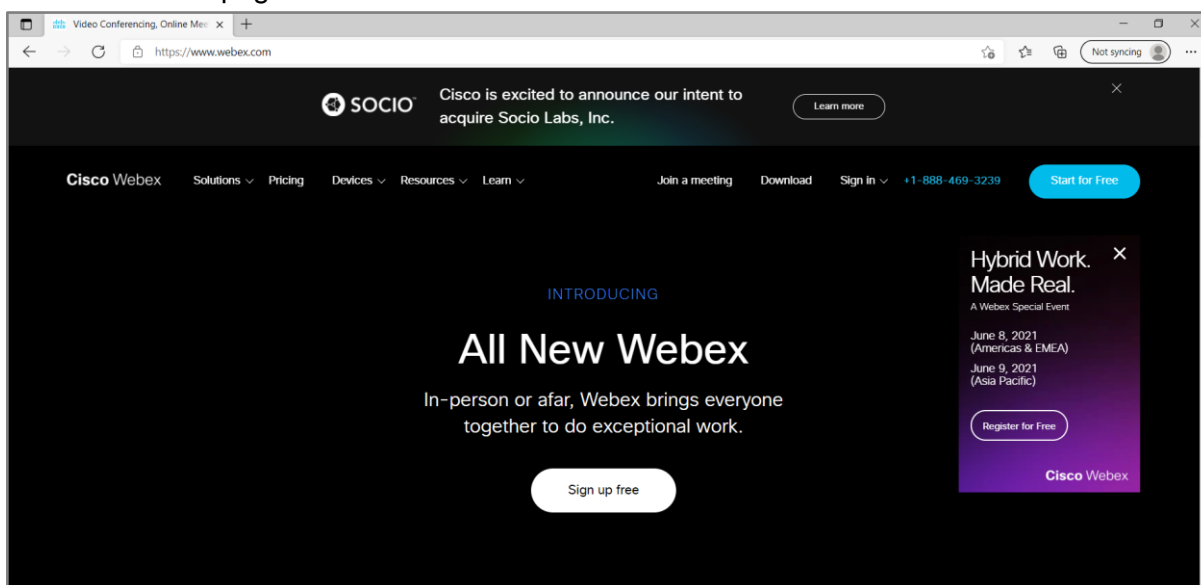 Video Conferencing, Online Mee
https://www.webex.com
Not syncing
SOCIO
Cisco is excited to announce our intent to
acquire Socio Labs, Inc.
Learn more
Cisco Webex Solutions Pricing Devices Resources Learn Join a meeting Download Sign in +1-888-469-3239 Start for Free
Hybrid Work.
Made Real.
A Webex Special Event
June 8, 2021
(Americas & EMEA)
June 9, 2021
(Asia Pacific)
Register for Free
Cisco Webex
INTRODUCING
All New Webex
In-person or afar, Webex brings everyone
together to do exceptional work.
Sign up free